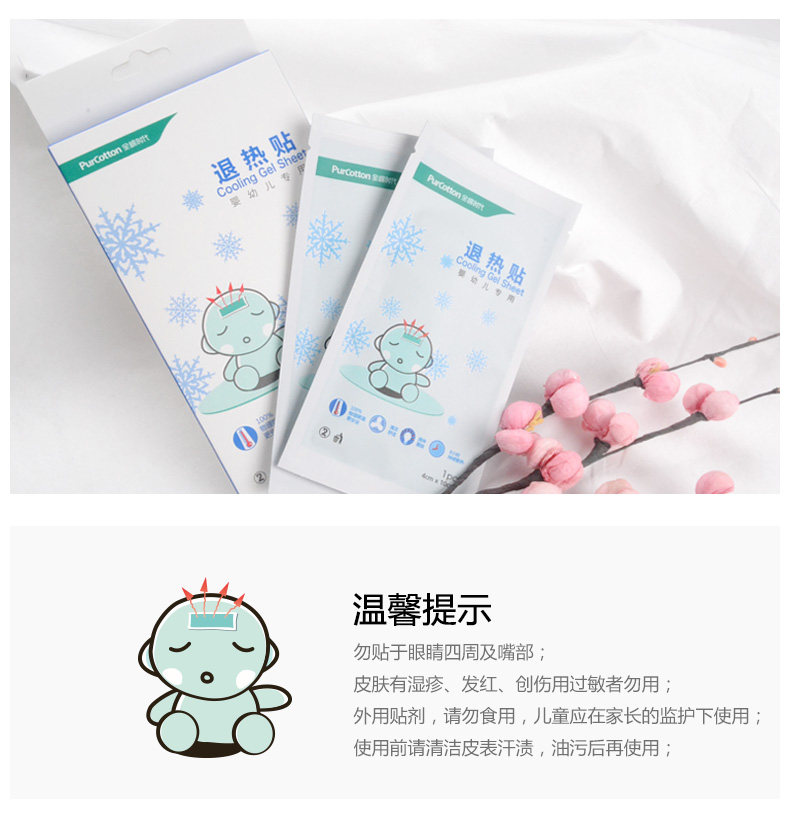 PurCotton 全棉时代
退热贴
Cooling Gel Sheet
婴幼儿专用
100%
②
PurCotton 全棉时代
②
PurCotton 全棉时代
退热贴
Cooling Gel Sheet
婴幼儿专用
100%
1pc
温馨提示
勿贴于眼睛四周及嘴部；
皮肤有湿疹、发红、创伤用过敏者勿用；
外用贴剂，请勿食用，儿童应在家长的监护下使用；
使用前请清洁皮表汗渍，油污后再使用；